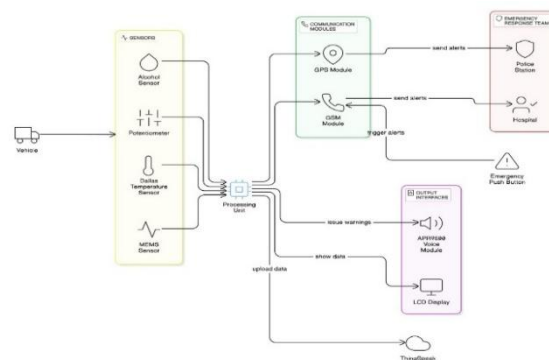 SENSORS
Alcohol
Sensor
Potentiometer
Dallas
Temperature
Sensor
MEMS
Sensor
Vehicle
Processing
Unit
COMMUNICATION
MODULES
GPS Module
GSM
Module
EMERGENCY
RESPONSE TEAM
Police
Station
Hospital
send alerts
send alerts
trigger alerts
Emergency
Push Button
OUTPUT
INTERFACES
Voice
Module
LCD Display
issue warnings
show data
upload data
ThingSpeak